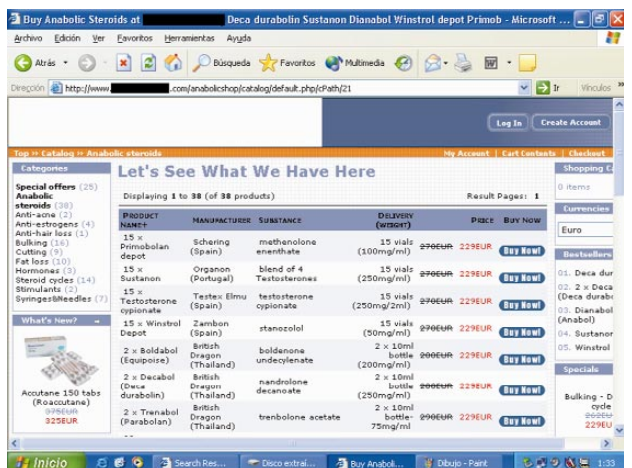 Buy Anabolic Steroids at Deca durabolin Sustanon Dianabol Winstrol depot Primob - Microsoft ...
Archivo Edición Ver Favoritos Herramientas Ayuda
Atrás Búsqueda Favoritos Multimedia
Dirección http://www. .com/anabolicshop/catalog/default.php/cPath/21 Ir Vínculos
Log In Create Account
Top » Catalog » Anabolic steroids My Account | Cart Contents | Checkout
Categories
Special offers (25)
Anabolic
steroids (38)
Anti-acne (2)
Anti-estrogens (4)
Anti-hair loss (1)
Bulking (16)
Cutting (9)
Fat loss (10)
Hormones (3)
Steroid cycles (14)
Stimulants (2)
Syringes&Needles (7)
What's New?
Accutane 150 tabs
(Roaccutane)
375EUR
325EUR
Let's See What We Have Here
Displaying 1 to 38 (of 38 products) Result Pages: 1
Product Name+ Manufacturer Substance Delivery (weight) Price Buy Now
15 x Primobolan depot Schering (Spain) methenolone enenthate 15 vials (100mg/ml) 270EUR 229EUR Buy Now!
15 x Sustanon Organon (Portugal) blend of 4 Testosterones 15 vials (250mg/ml) 270EUR 229EUR Buy Now!
15 x Testosterone cypionate Testex Elmu (Spain) testosterone cypionate 15 vials (250mg/2ml) 270EUR 229EUR Buy Now!
15 x Winstrol Depot Zambon (Spain) stanozolol 15 vials (50mg/ml) 270EUR 229EUR Buy Now!
2 x Boldabol (Equipoise) British Dragon (Thailand) boldenone undecylenate 2 x 10ml bottle (200mg/ml) 229EUR Buy Now!
2 x Decabol (Deca durabolin) British Dragon (Thailand) nandrolone decanoate 2 x 10ml bottle (250mg/ml) 229EUR Buy Now!
2 x Trenabol (Parabolan) British Dragon (Thailand) trenbolone acetate 2 x 10ml bottle- 75mg/ml 229EUR Buy Now!
Shopping Ca
0 items
Currencies
Euro
Bestsellers
01. Deca dur
02. 2 x Deca
(Deca durabo
03. Dianabol
(Anabol)
04. Sustanor
05. Winstrol
Specials
Bulking - D
cycle
229EU
Inicio Search Res... Disco extraí... Buy Anaboli... Dibujo - Paint 1:33